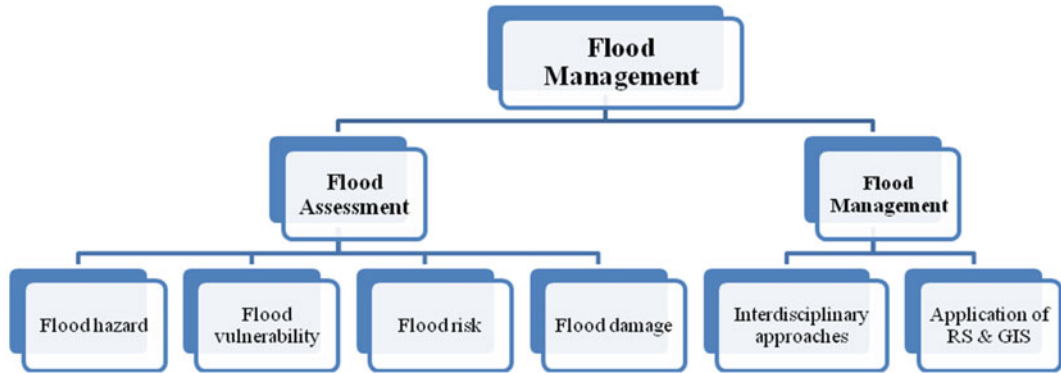 Flood
Management
Flood
Assessment
Flood
Management
Flood hazard
Flood
vulnerability
Flood risk
Flood damage
Interdisciplinary
approaches
Application of
RS & GIS